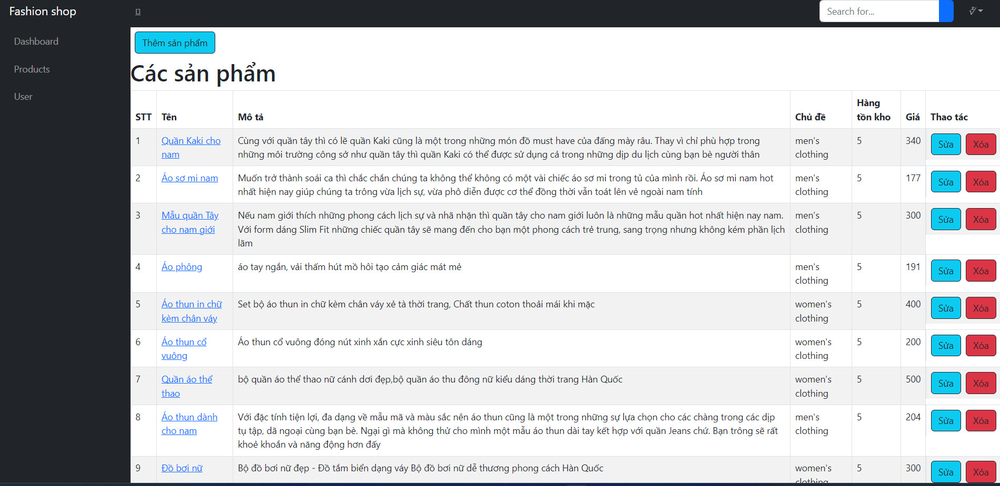 Fashion shop
Search for...
Dashboard
Products
User
Thêm sản phẩm
Các sản phẩm
STT Tên Mô tả Chủ đề Hàng tồn kho Giá Thao tác
1 Quần Kaki cho nam
Cùng với quần tây thì có lẽ quần Kaki cũng là một trong những món đồ must have của đấng mày râu. Thay vì chỉ phù hợp trong
những môi trường công sở như quần tây thì quần Kaki có thể được sử dụng cả trong những dịp du lịch cùng bạn bè người thân
men's clothing 5 340 Sửa Xóa
2 Áo sơ mi nam
Muốn trở thành soái ca thì chắc chắn chúng ta không thể không có một vài chiếc áo sơ mi trong tủ của mình rồi. Áo sơ mi nam hot
nhất hiện nay giúp chúng ta trông vừa lịch sự, vừa phô diễn được cơ thể đồng thời vẫn toát lên vẻ ngoài nam tính
men's clothing 5 177 Sửa Xóa
3 Mẫu quần Tây cho nam giới
Nếu nam giới thích những phong cách lịch sự và nhã nhặn thì quần tây cho nam giới luôn là những mẫu quần hot nhất hiện nay nam.
Với form dáng Slim Fit những chiếc quần tây sẽ mang đến cho bạn một phong cách trẻ trung, sang trọng nhưng không kém phần lịch
lãm
men's clothing 5 300 Sửa Xóa
4 Áo phông
áo tay ngắn, vải thấm hút mồ hôi tạo cảm giác mát mẻ
men's clothing 5 191 Sửa Xóa
5 Áo thun in chữ kèm chân váy
Set bộ áo thun in chữ kèm chân váy xẻ tà thời trang, Chất thun coton thoải mái khi mặc
women's clothing 5 400 Sửa Xóa
6 Áo thun cổ vuông
Áo thun cổ vuông đóng nút xinh xắn cực xinh siêu tôn dáng
women's clothing 5 200 Sửa Xóa
7 Quần áo thể thao
bộ quần áo thể thao nữ cánh dơi đẹp,bộ quần áo thu đông nữ kiểu dáng thời trang Hàn Quốc
women's clothing 5 500 Sửa Xóa
8 Áo thun dành cho nam
Với đặc tính tiện lợi, đa dạng về mẫu mã và màu sắc nên áo thun cũng là một trong những sự lựa chọn cho các chàng trong các dịp
tụ tập, dã ngoại cùng bạn bè. Ngại gì mà không thử cho mình một mẫu áo thun dài tay kết hợp với quần Jeans chứ. Bạn trông sẽ rất
khoẻ khoắn và năng động hơn đấy
men's clothing 5 204 Sửa Xóa
9 Đồ bơi nữ
Bộ đồ bơi nữ đẹp - Đồ tắm biển dạng váy Bộ đồ bơi nữ dễ thương phong cách Hàn Quốc
women's clothing 5 300 Sửa Xóa